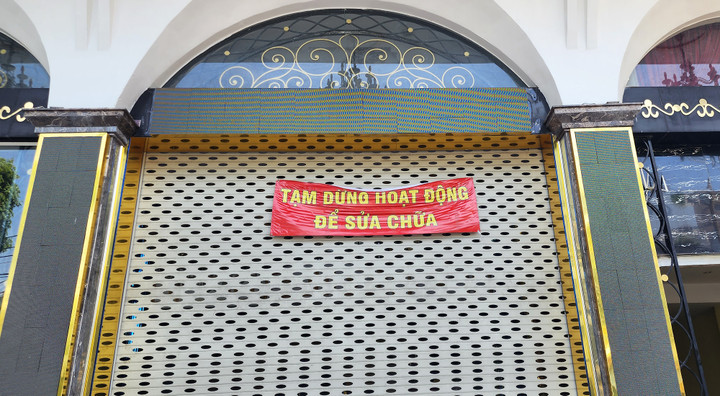 TẠM DỪNG HOẠT ĐỘNG
ĐỂ SỬA CHỮA